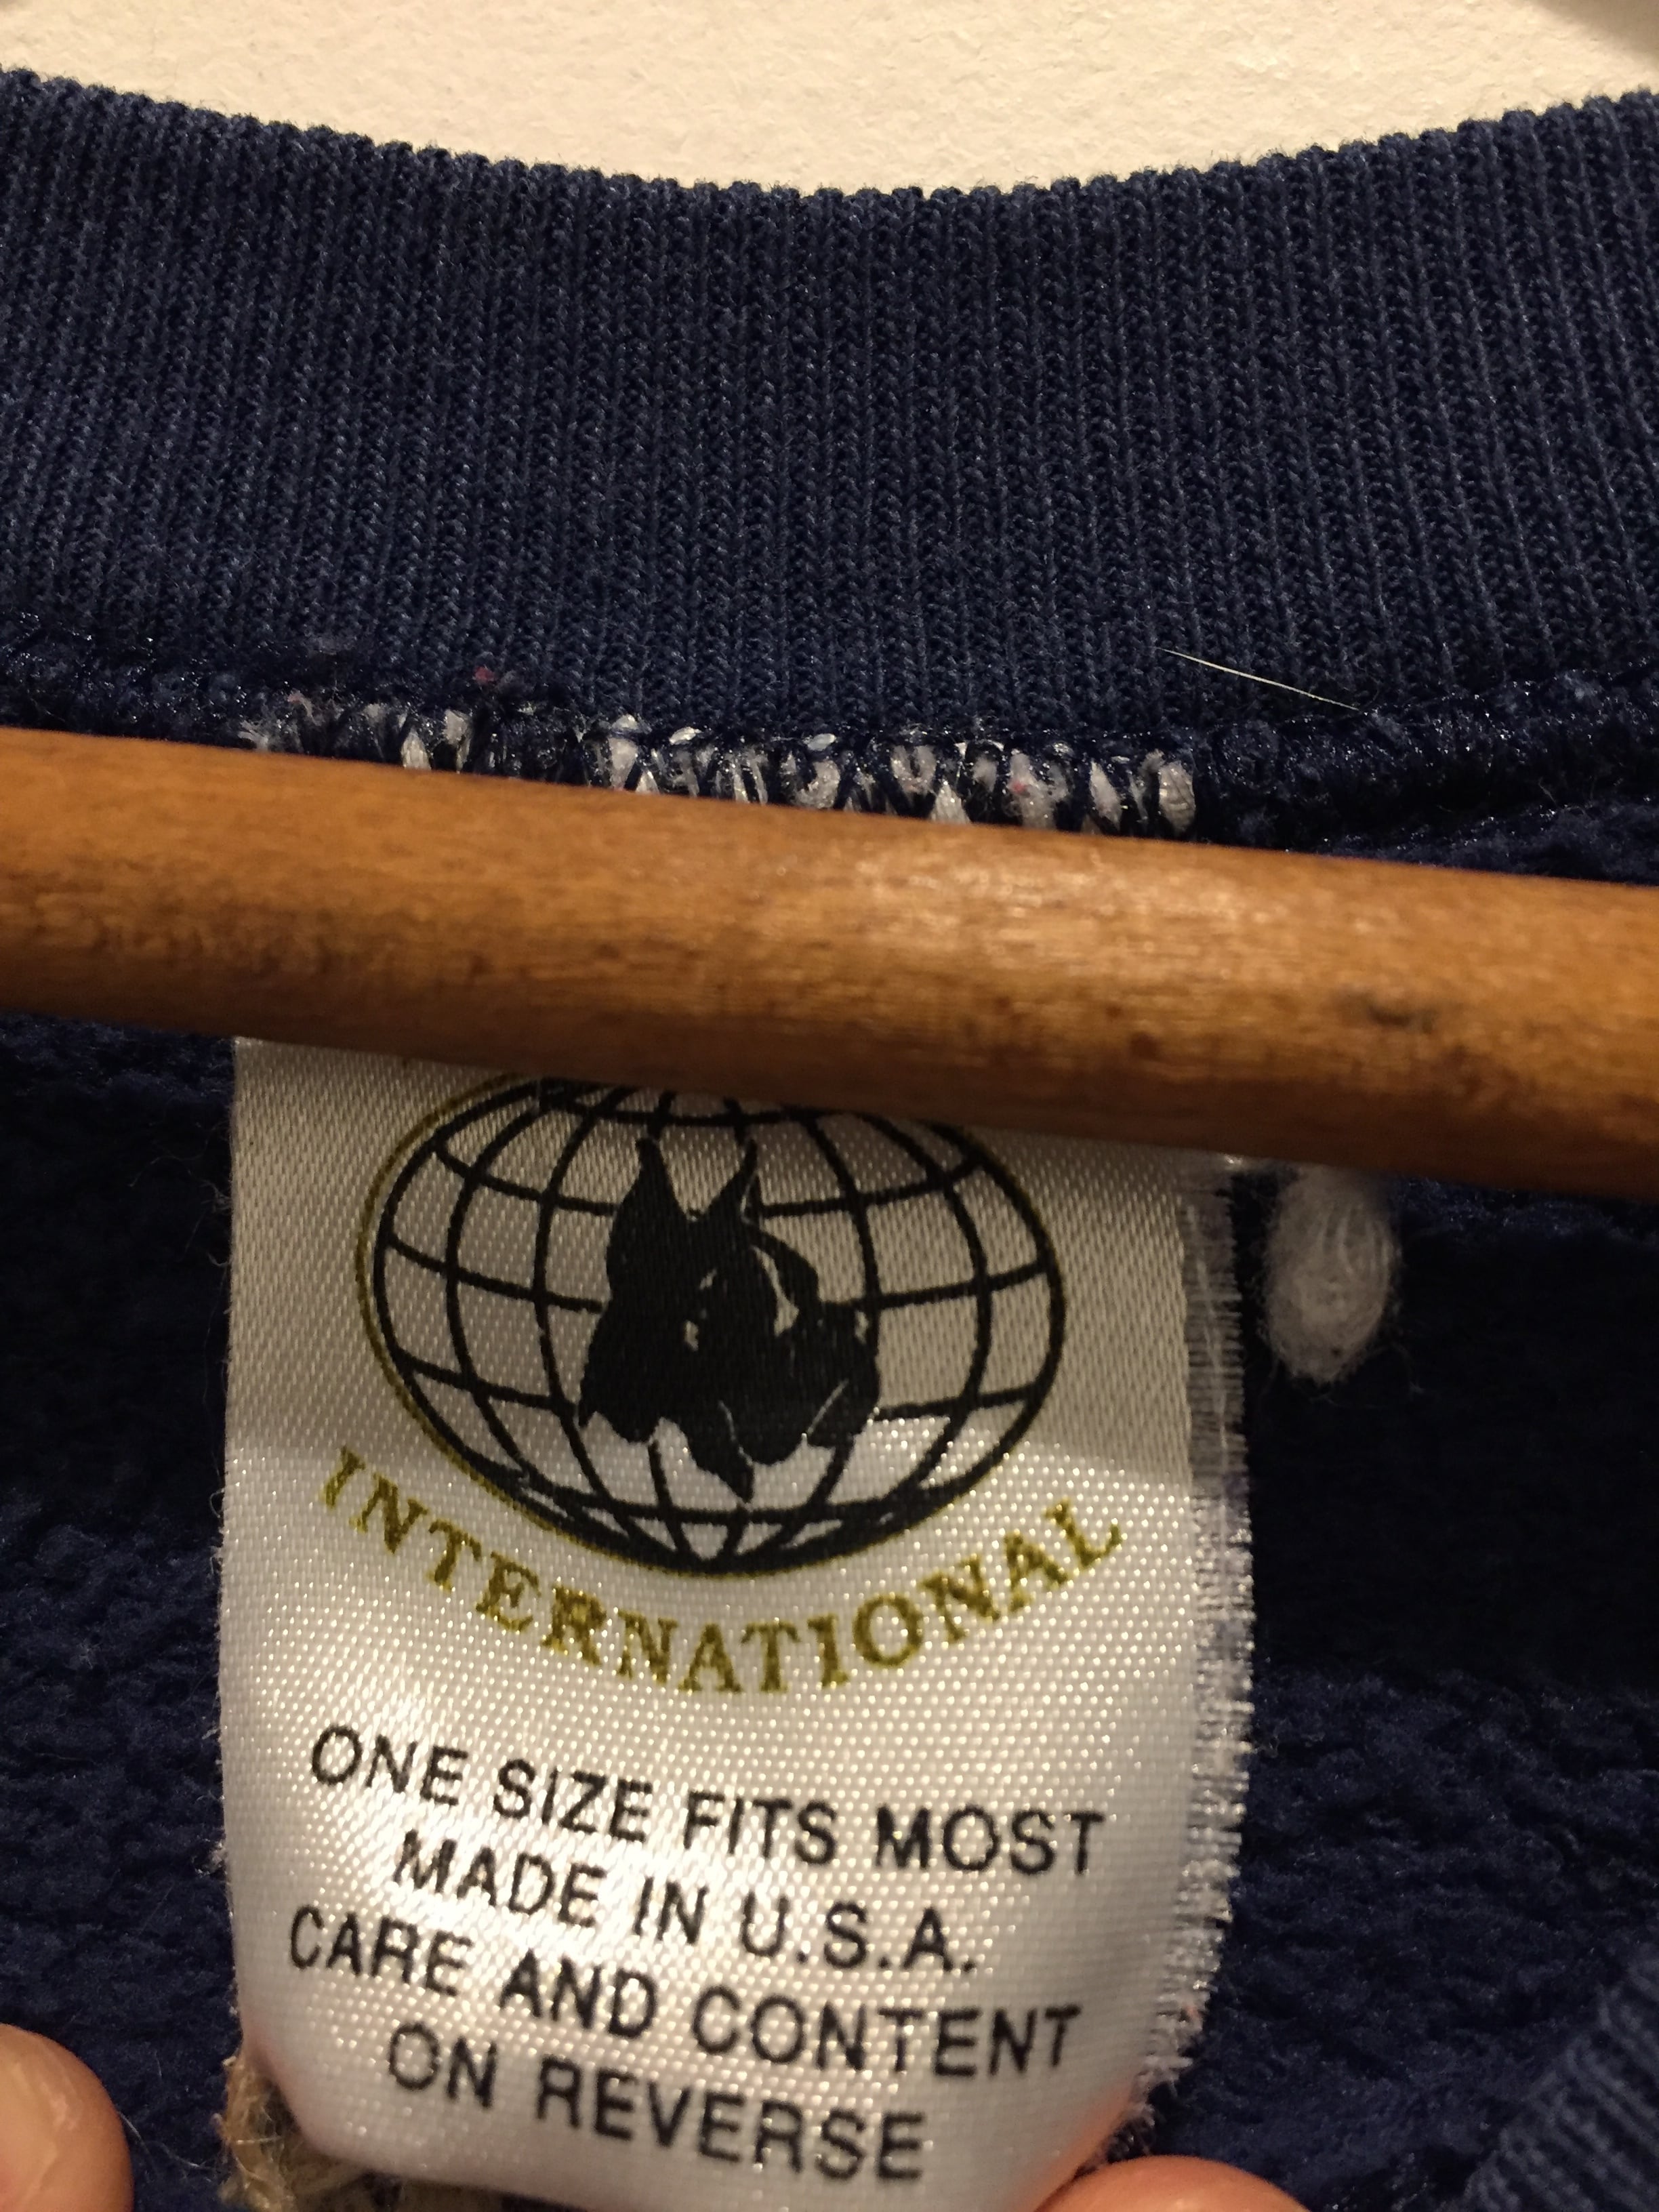 INTERNATIONAL
ONE SIZE FITS MOST
MADE IN U.S.A.
CARE AND CONTENT
ON REVERSE